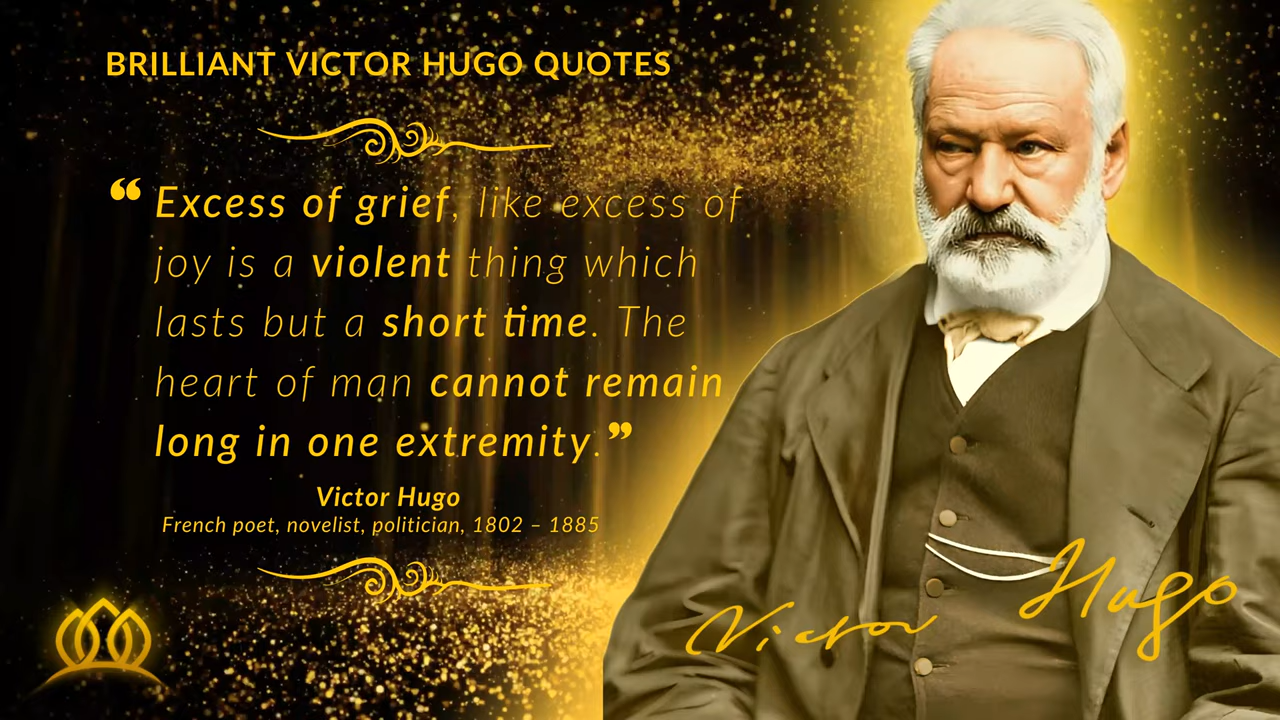 BRILLIANT VICTOR HUGO QUOTES
“Excess of grief, like excess of
joy is a violent thing which
lasts but a short time. The
heart of man cannot remain
long in one extremity.”
Victor Hugo
French poet, novelist, politician, 1802 – 1885
Victor Hugo